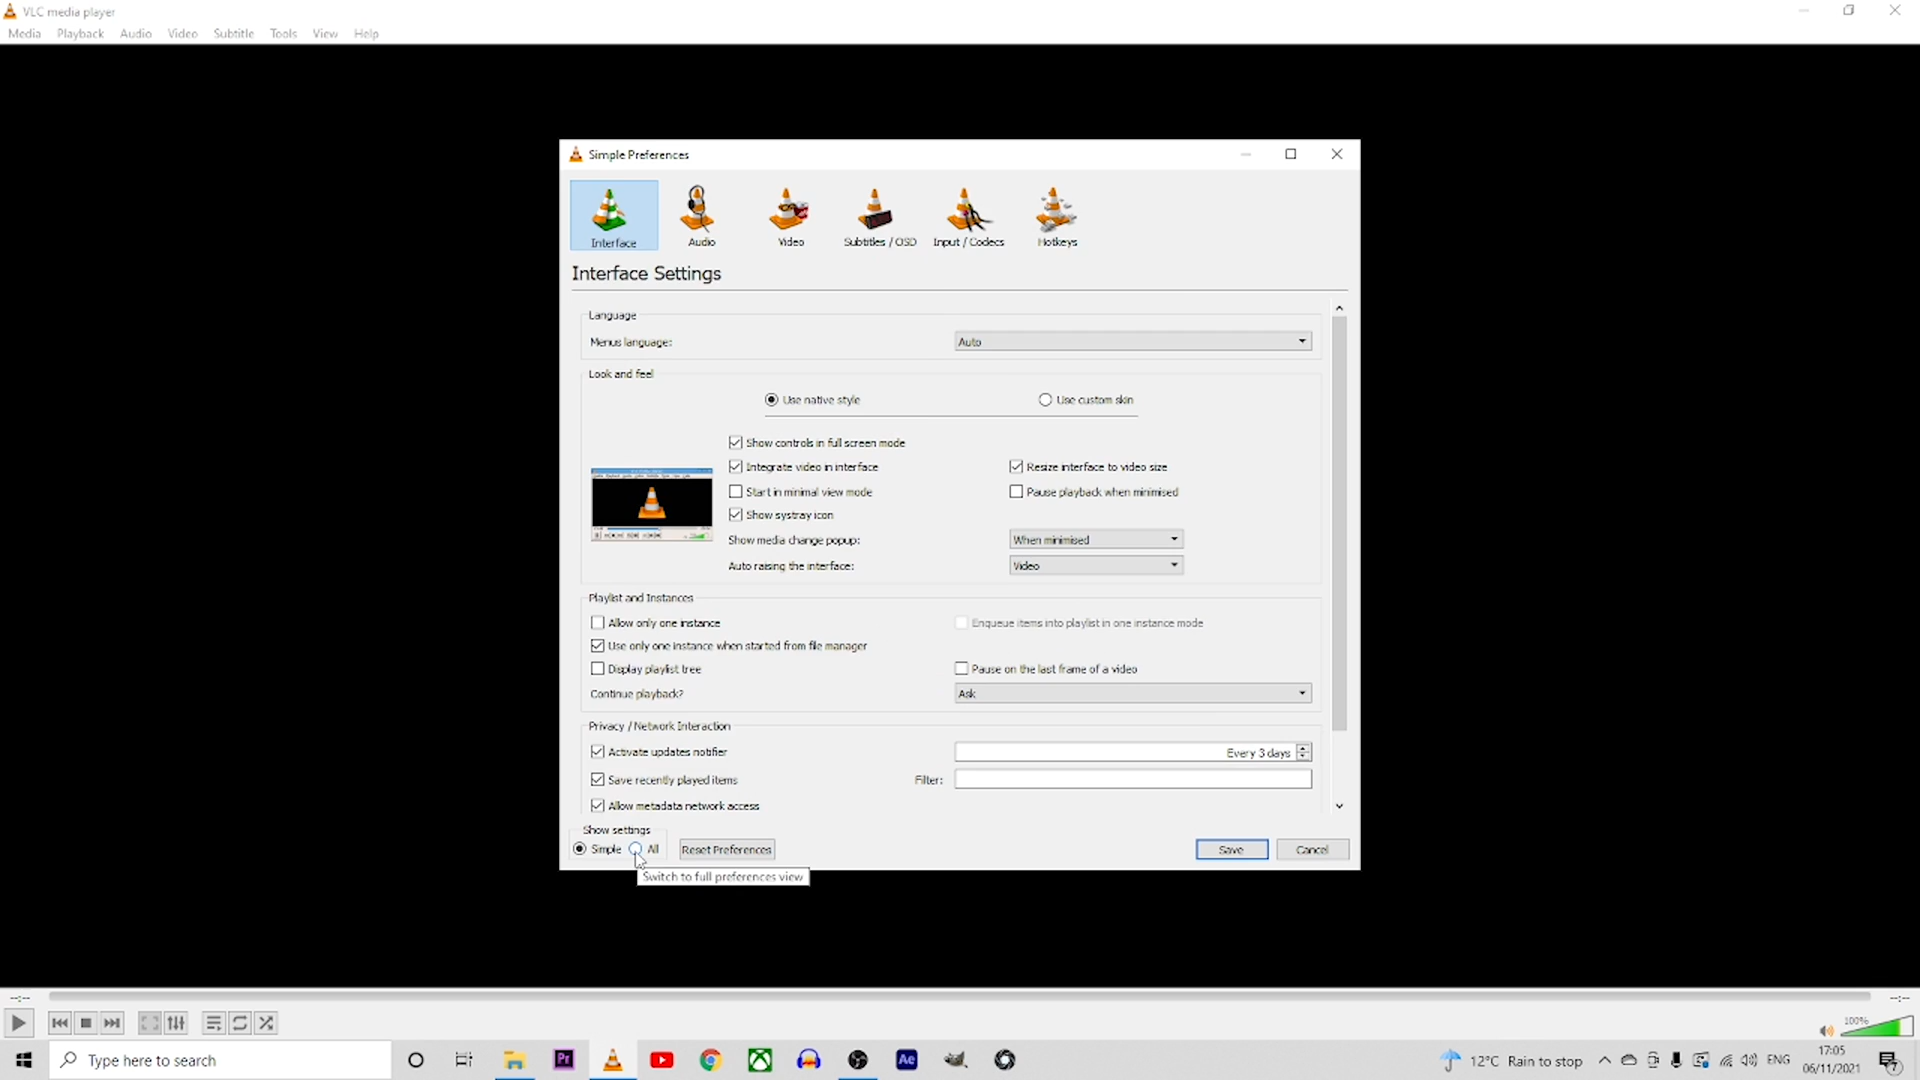 VLC media player
Media Playback Audio Video Subtitle Tools View Help
Simple Preferences
Interface Audio Video Subtitles / OSD Input / Codecs Hotkeys
Interface Settings
Language
Menus language: Auto
Look and feel
Use native style Use custom skin
Show controls in full screen mode
Integrate video in interface Resize interface to video size
Start in minimal view mode Pause playback when minimised
Show systray icon
Show media change popup: When minimised
Auto raising the interface: Video
Playlist and Instances
Allow only one instance Enqueue items into playlist in one instance mode
Use only one instance when started from file manager
Display playlist tree Pause on the last frame of a video
Continue playback? Ask
Privacy / Network Interaction
Activate updates notifier Every 3 days
Save recently played items Filter:
Allow metadata network access
Show settings
Simple All Reset Preferences Save Cancel
Switch to full preferences view
--:-- --:--
100%
Type here to search Pr Ae 12°C Rain to stop ENG 17:05
06/11/2021 7